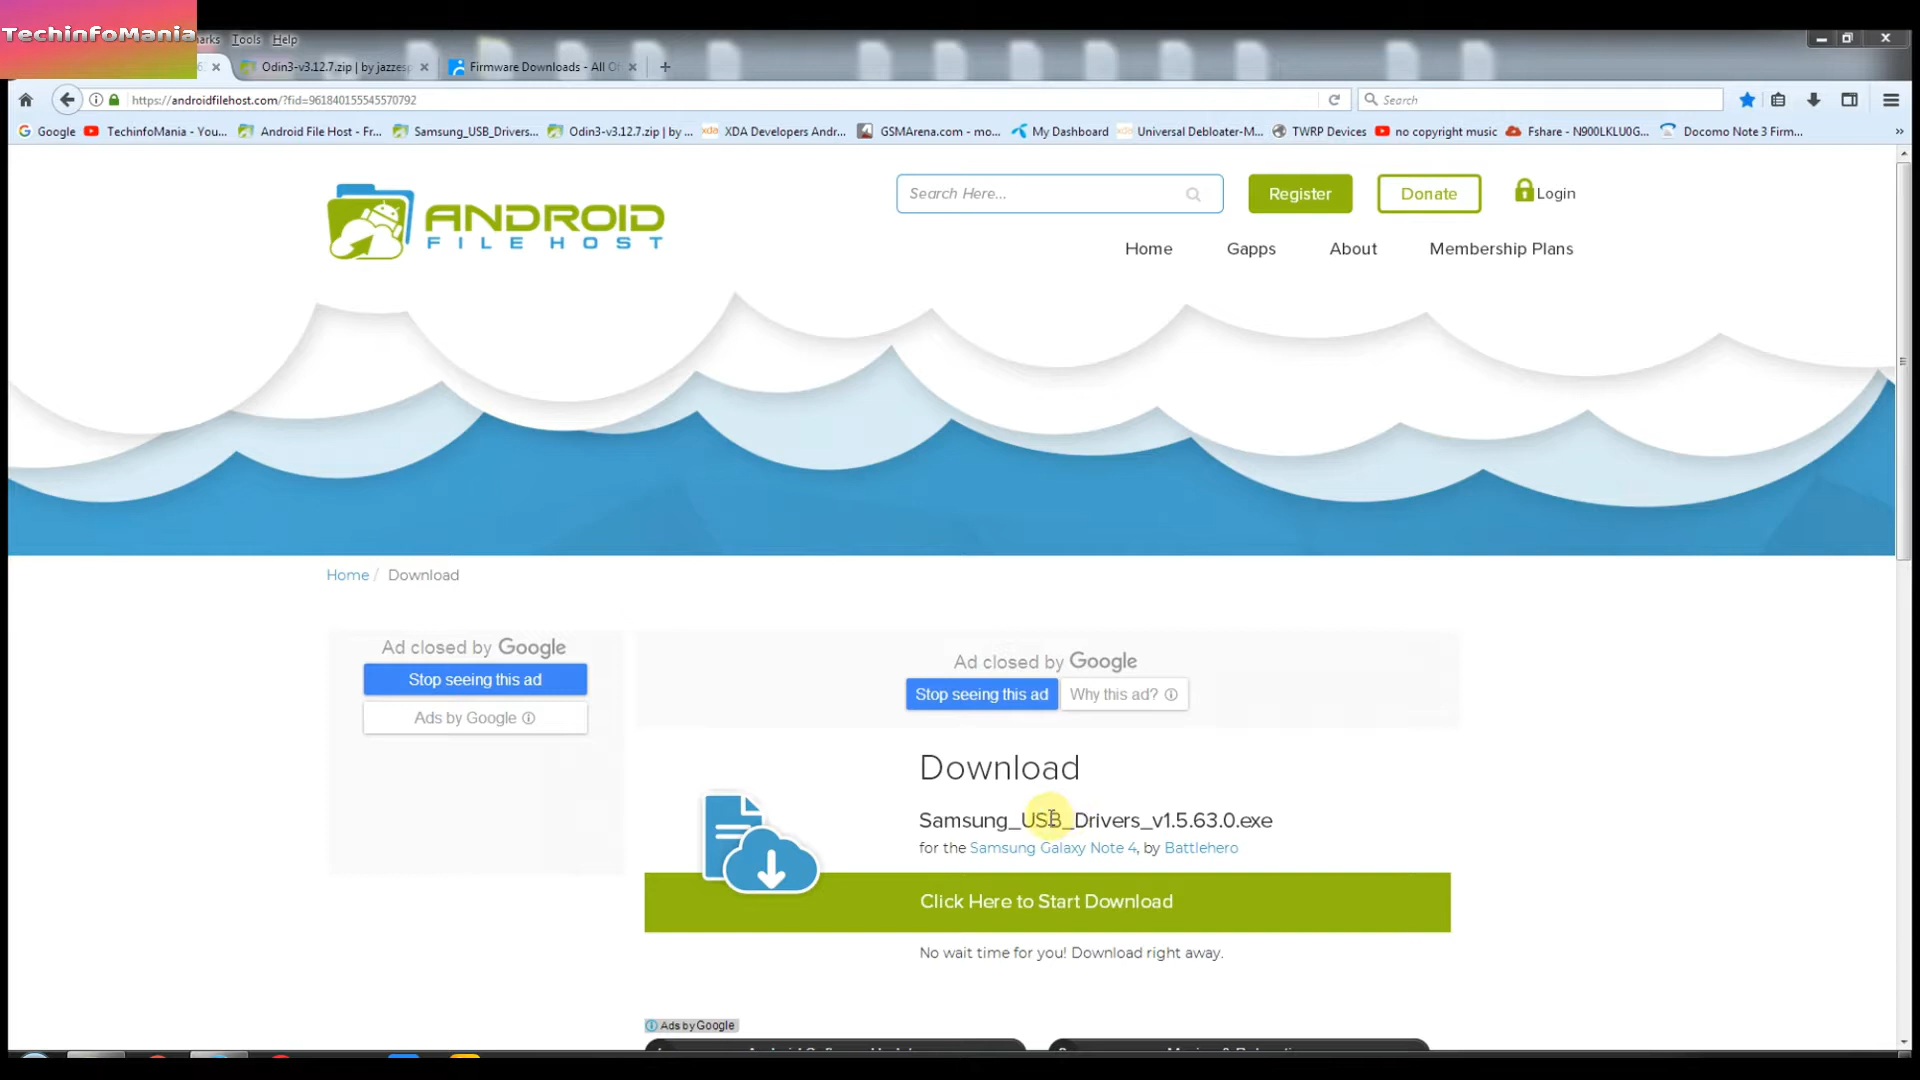 TechinfoMania
arks Tools Help
Odin3-v3.12.7.zip | by jazzesp
Firmware Downloads - All O
https://androidfilehost.com/?fid=961840155545570792
Search
Google TechinfoMania - You... Android File Host - Fr... Samsung_USB_Drivers... Odin3-v3.12.7.zip | by ... XDA Developers Andr... GSMArena.com - mo... My Dashboard Universal Debloater-M... TWRP Devices no copyright music Fshare - N900LKLU0G... Docomo Note 3 Firm... »
ANDROID
FILE HOST
Search Here... Register Donate Login
Home Gapps About Membership Plans
Home / Download
Ad closed by Google
Stop seeing this ad
Ads by Google
Ad closed by Google
Stop seeing this ad Why this ad?
Download
Samsung_USB_Drivers_v1.5.63.0.exe
for the Samsung Galaxy Note 4, by Battlehero
Click Here to Start Download
No wait time for you! Download right away.
Ads by Google